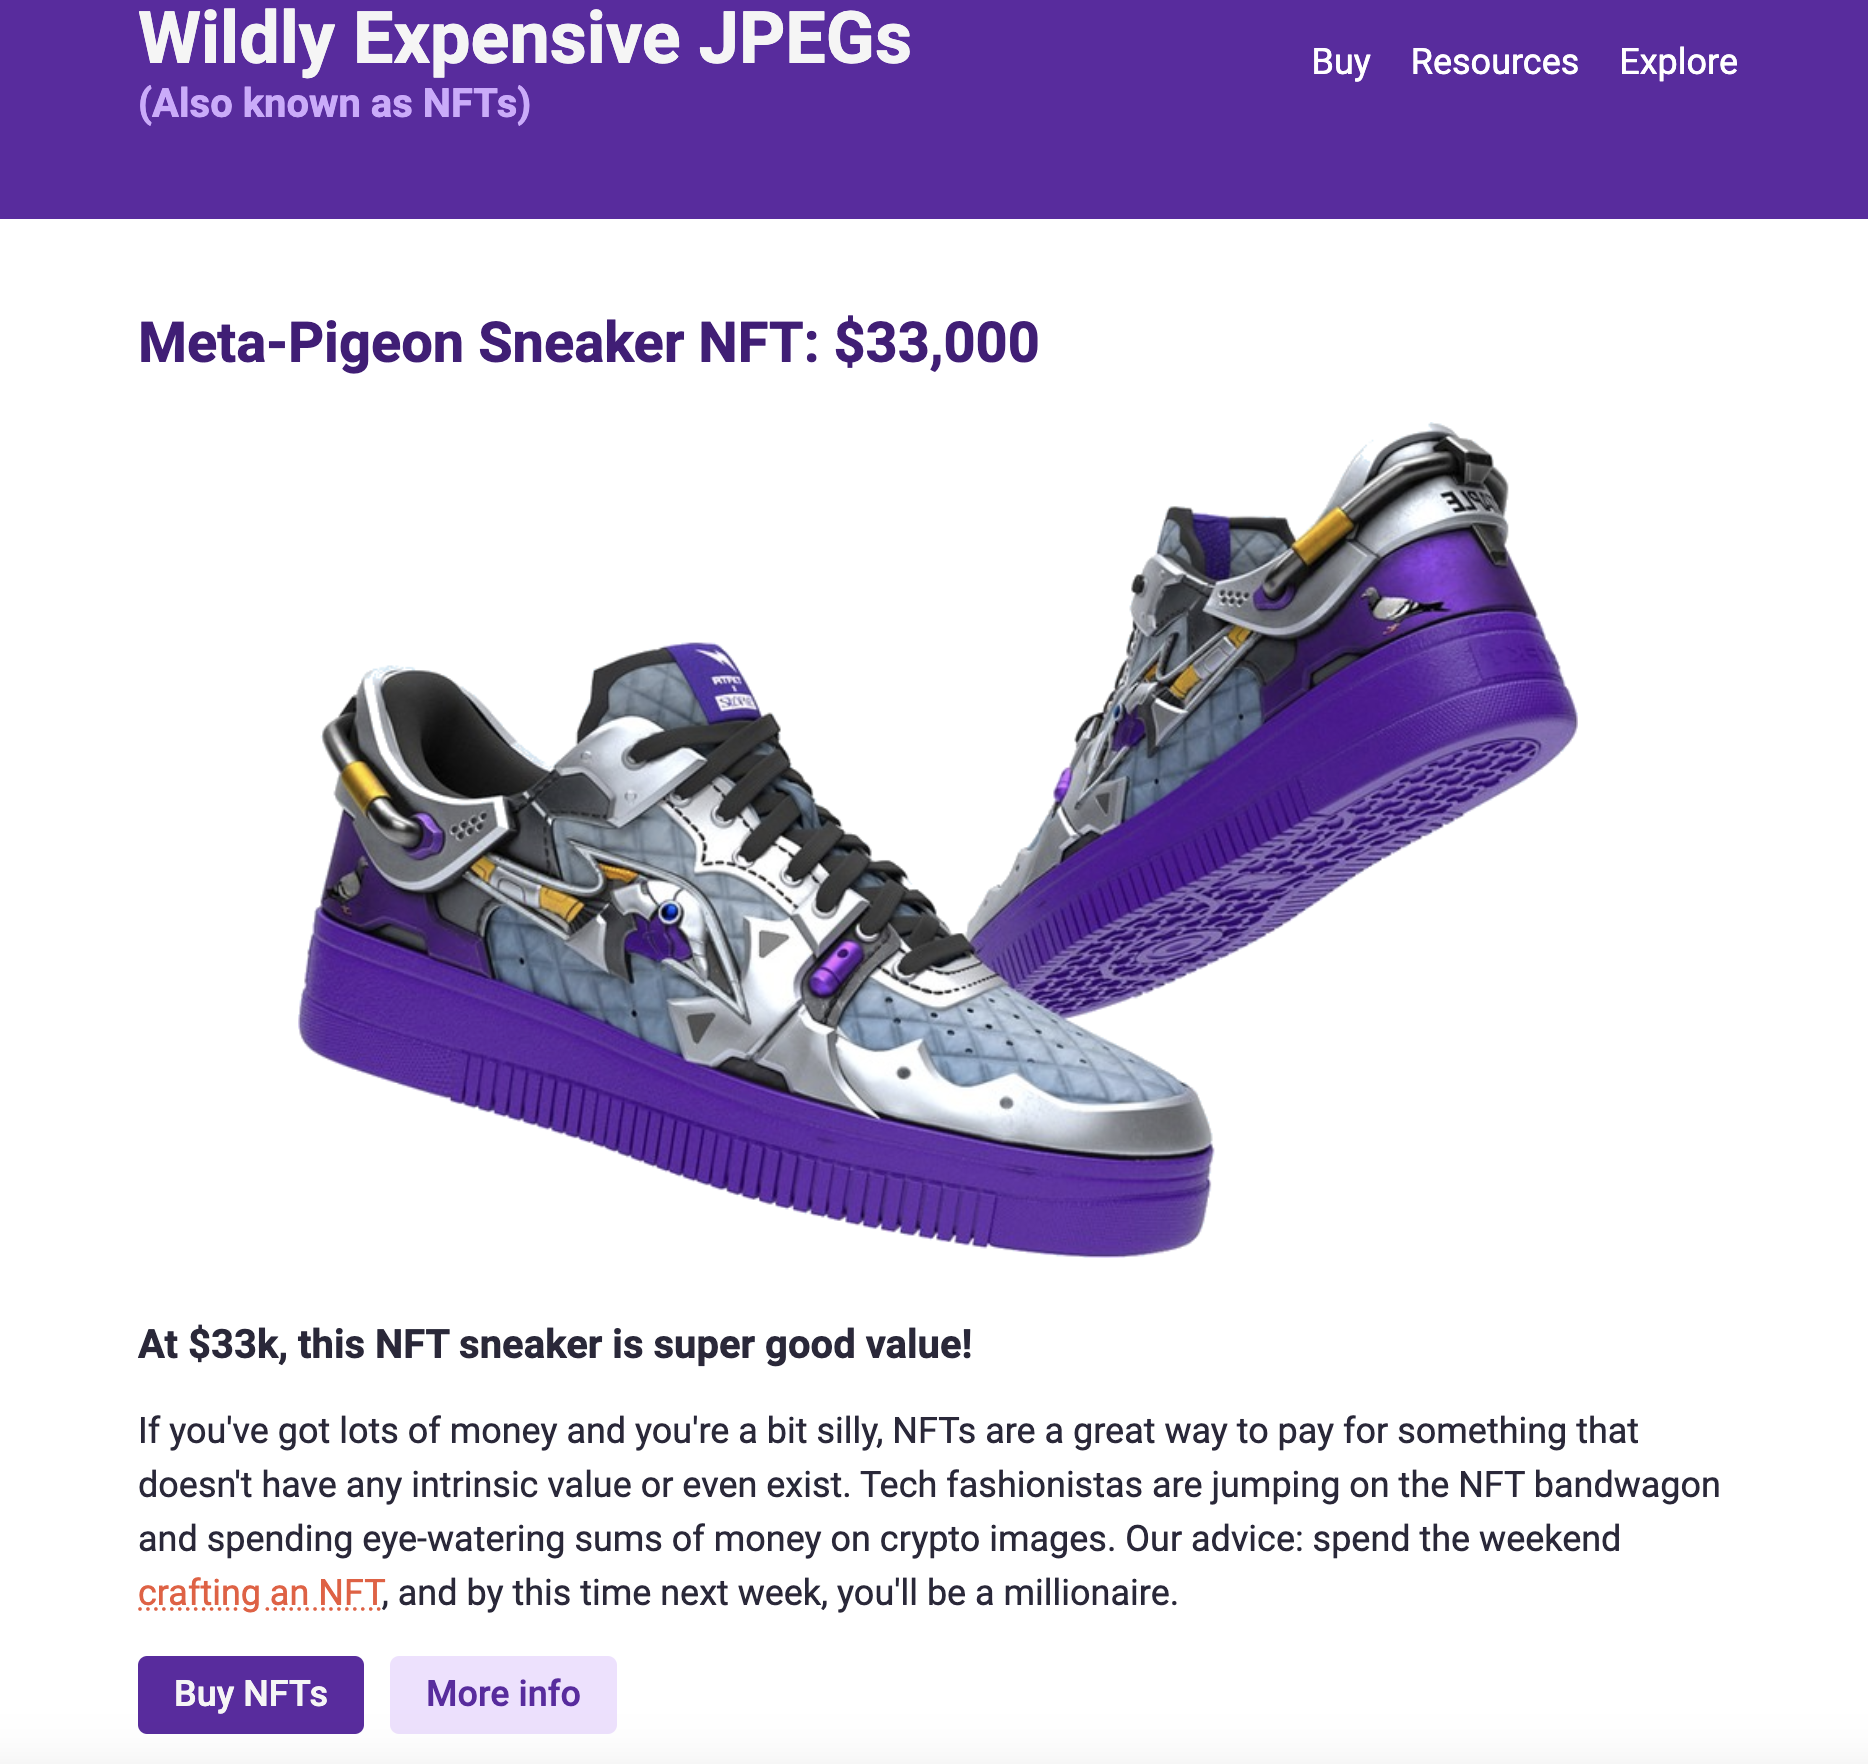 Wildly Expensive JPEGs
(Also known as NFTs)
Buy Resources Explore
Meta-Pigeon Sneaker NFT: $33,000
At $33k, this NFT sneaker is super good value!
If you've got lots of money and you're a bit silly, NFTs are a great way to pay for something that
doesn't have any intrinsic value or even exist. Tech fashionistas are jumping on the NFT bandwagon
and spending eye-watering sums of money on crypto images. Our advice: spend the weekend
crafting an NFT, and by this time next week, you'll be a millionaire.
Buy NFTs
More info